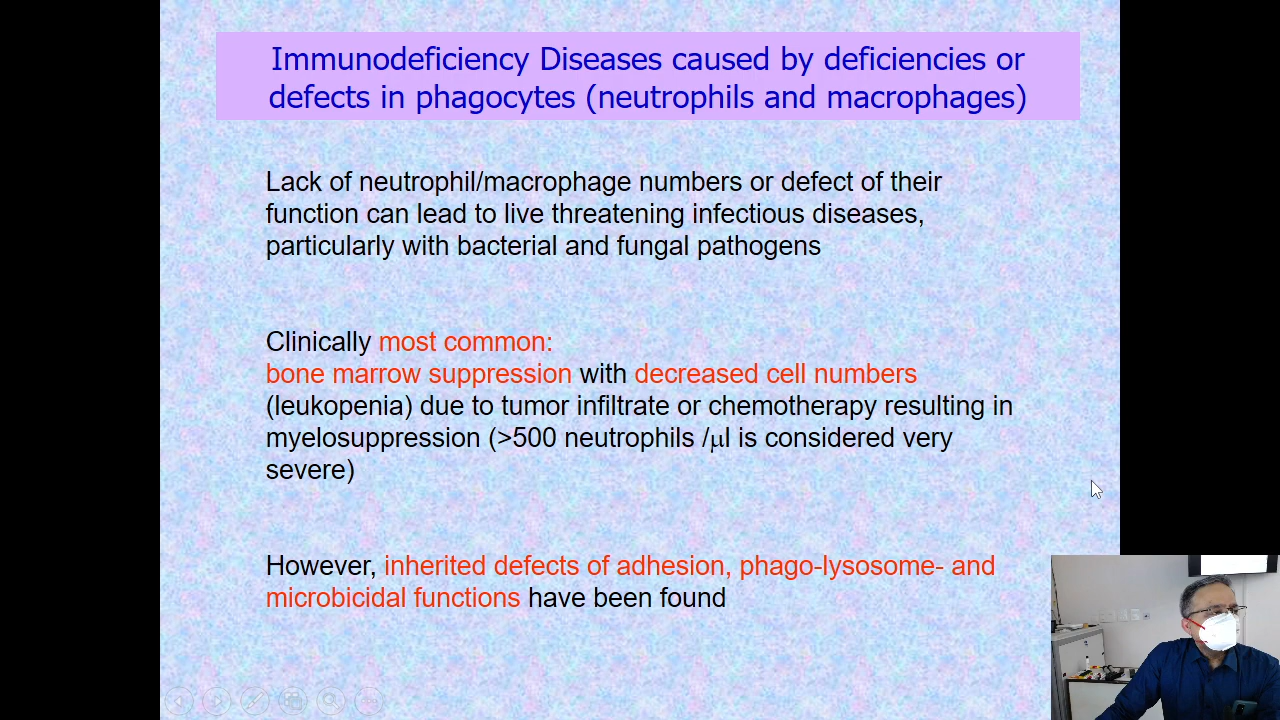 Immunodeficiency Diseases caused by deficiencies or
defects in phagocytes (neutrophils and macrophages)
Lack of neutrophil/macrophage numbers or defect of their
function can lead to live threatening infectious diseases,
particularly with bacterial and fungal pathogens
Clinically most common:
bone marrow suppression with decreased cell numbers
(leukopenia) due to tumor infiltrate or chemotherapy resulting in
myelosuppression (>500 neutrophils /μl is considered very
severe)
However, inherited defects of adhesion, phago-lysosome- and
microbicidal functions have been found